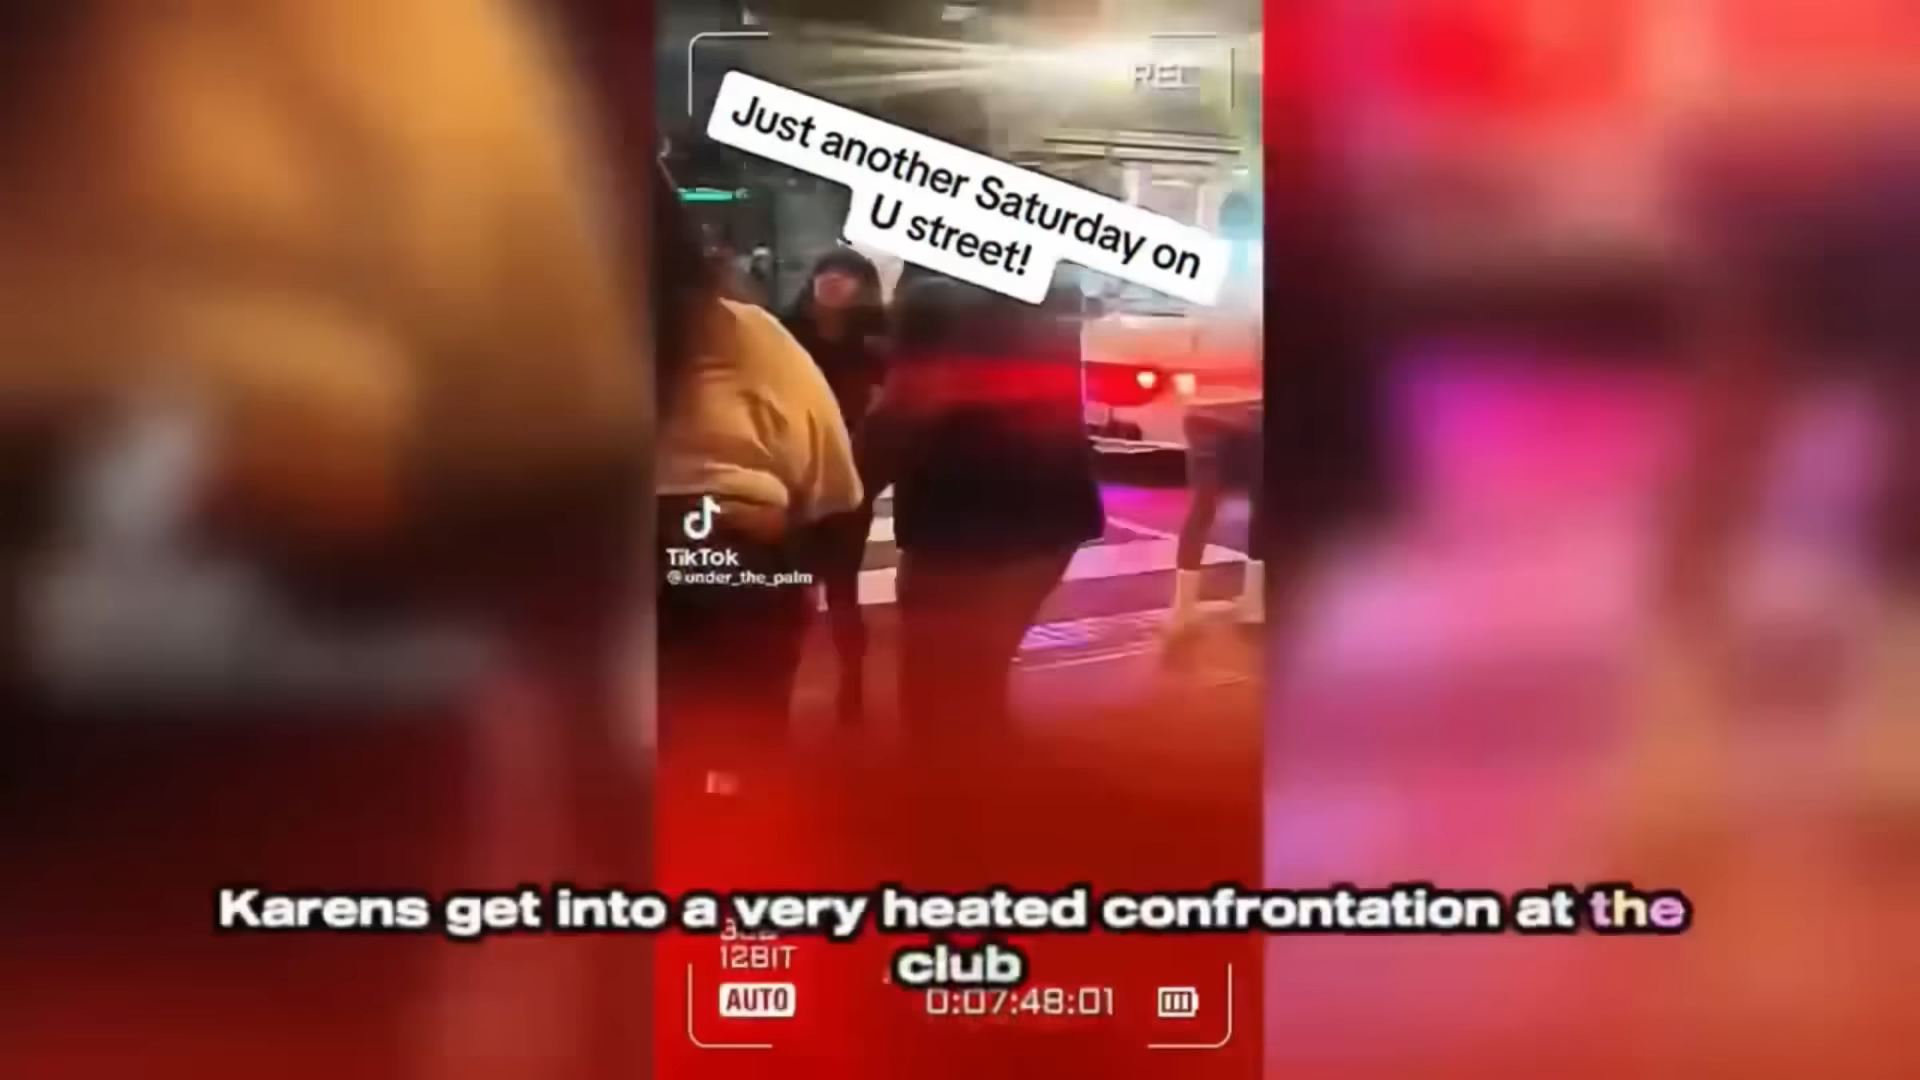 REC
Just another Saturday on
U street!
TikTok
@under_the_palm
Karens get into a very heated confrontation at the
club
12BIT
AUTO
0:07:48:01